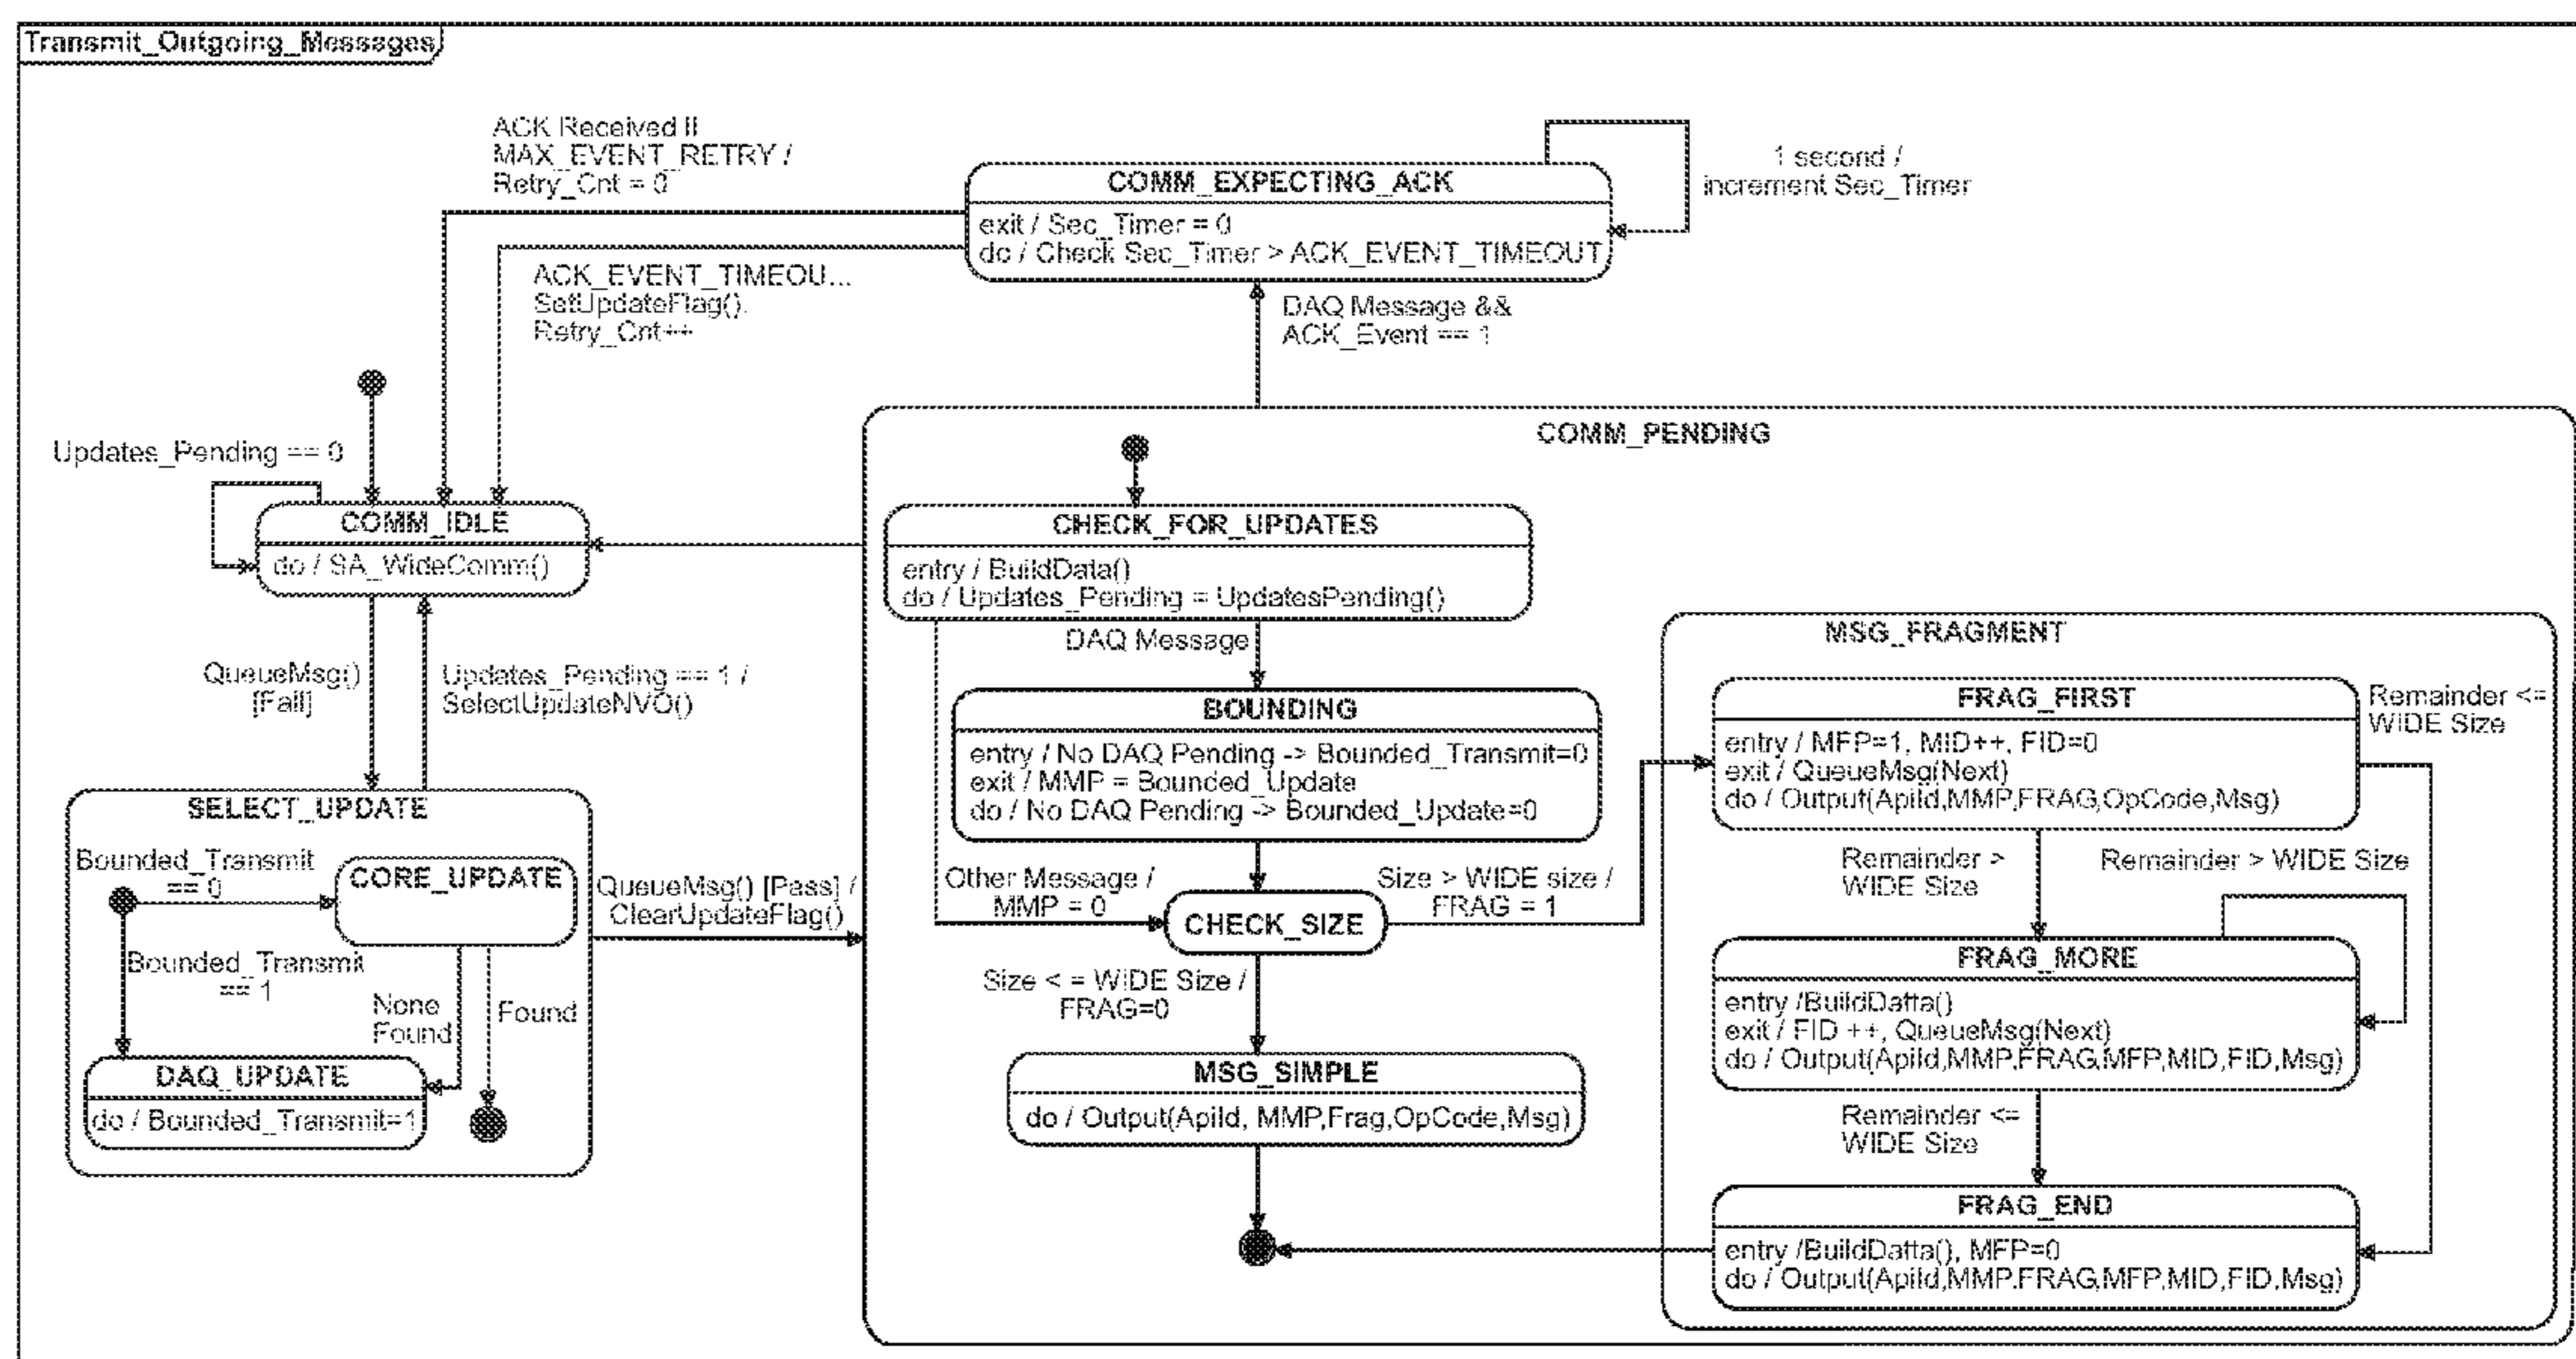 Transmit_Outgoing_Messages
ACK Received II
MAX_EVENT_RETRY /
Retry_Cnt = 0
COMM_EXPECTING_ACK
exit / Sec_Timer = 0
do / Check Sec_Timer > ACK_EVENT_TIMEOUT
1 second /
increment Sec_Timer
ACK_EVENT_TIMEOU...
SetUpdateFlag().
Retry_Cnt++
DAQ Message &&
ACK_Event == 1
Updates_Pending == 0
COMM_IDLE
do / SA_WideComm()
QueueMsg()
[Fail]
Updates_Pending == 1 /
SelectUpdateNVO()
SELECT_UPDATE
Bounded_Transmit
== 0
CORE_UPDATE
Bounded_Transmit
== 1
None
Found
Found
DAQ_UPDATE
do / Bounded_Transmit=1
QueueMsg() [Pass] /
ClearUpdateFlag()
COMM_PENDING
CHECK_FOR_UPDATES
entry / BuildData()
do / Updates_Pending = UpdatesPending()
DAQ Message
BOUNDING
entry / No DAQ Pending -> Bounded_Transmit=0
exit / MMP = Bounded_Update
do / No DAQ Pending -> Bounded_Update=0
Other Message /
MMP = 0
CHECK_SIZE
Size > WIDE size /
FRAG = 1
Size < = WIDE Size /
FRAG=0
MSG_SIMPLE
do / Output(ApiId, MMP,Frag,OpCode,Msg)
MSG_FRAGMENT
FRAG_FIRST
entry / MFP=1, MID++, FID=0
exit / QueueMsg(Next)
do / Output(ApiId,MMP,FRAG,OpCode,Msg)
Remainder <=
WIDE Size
Remainder >
WIDE Size
Remainder > WIDE Size
FRAG_MORE
entry /BuildDatta()
exit / FID ++, QueueMsg(Next)
do / Output(ApiId,MMP,FRAG,MFP,MID,FID,Msg)
Remainder <=
WIDE Size
FRAG_END
entry /BuildDatta(), MFP=0
do / Output(ApiId,MMP.FRAG,MFP,MID,FID,Msg)